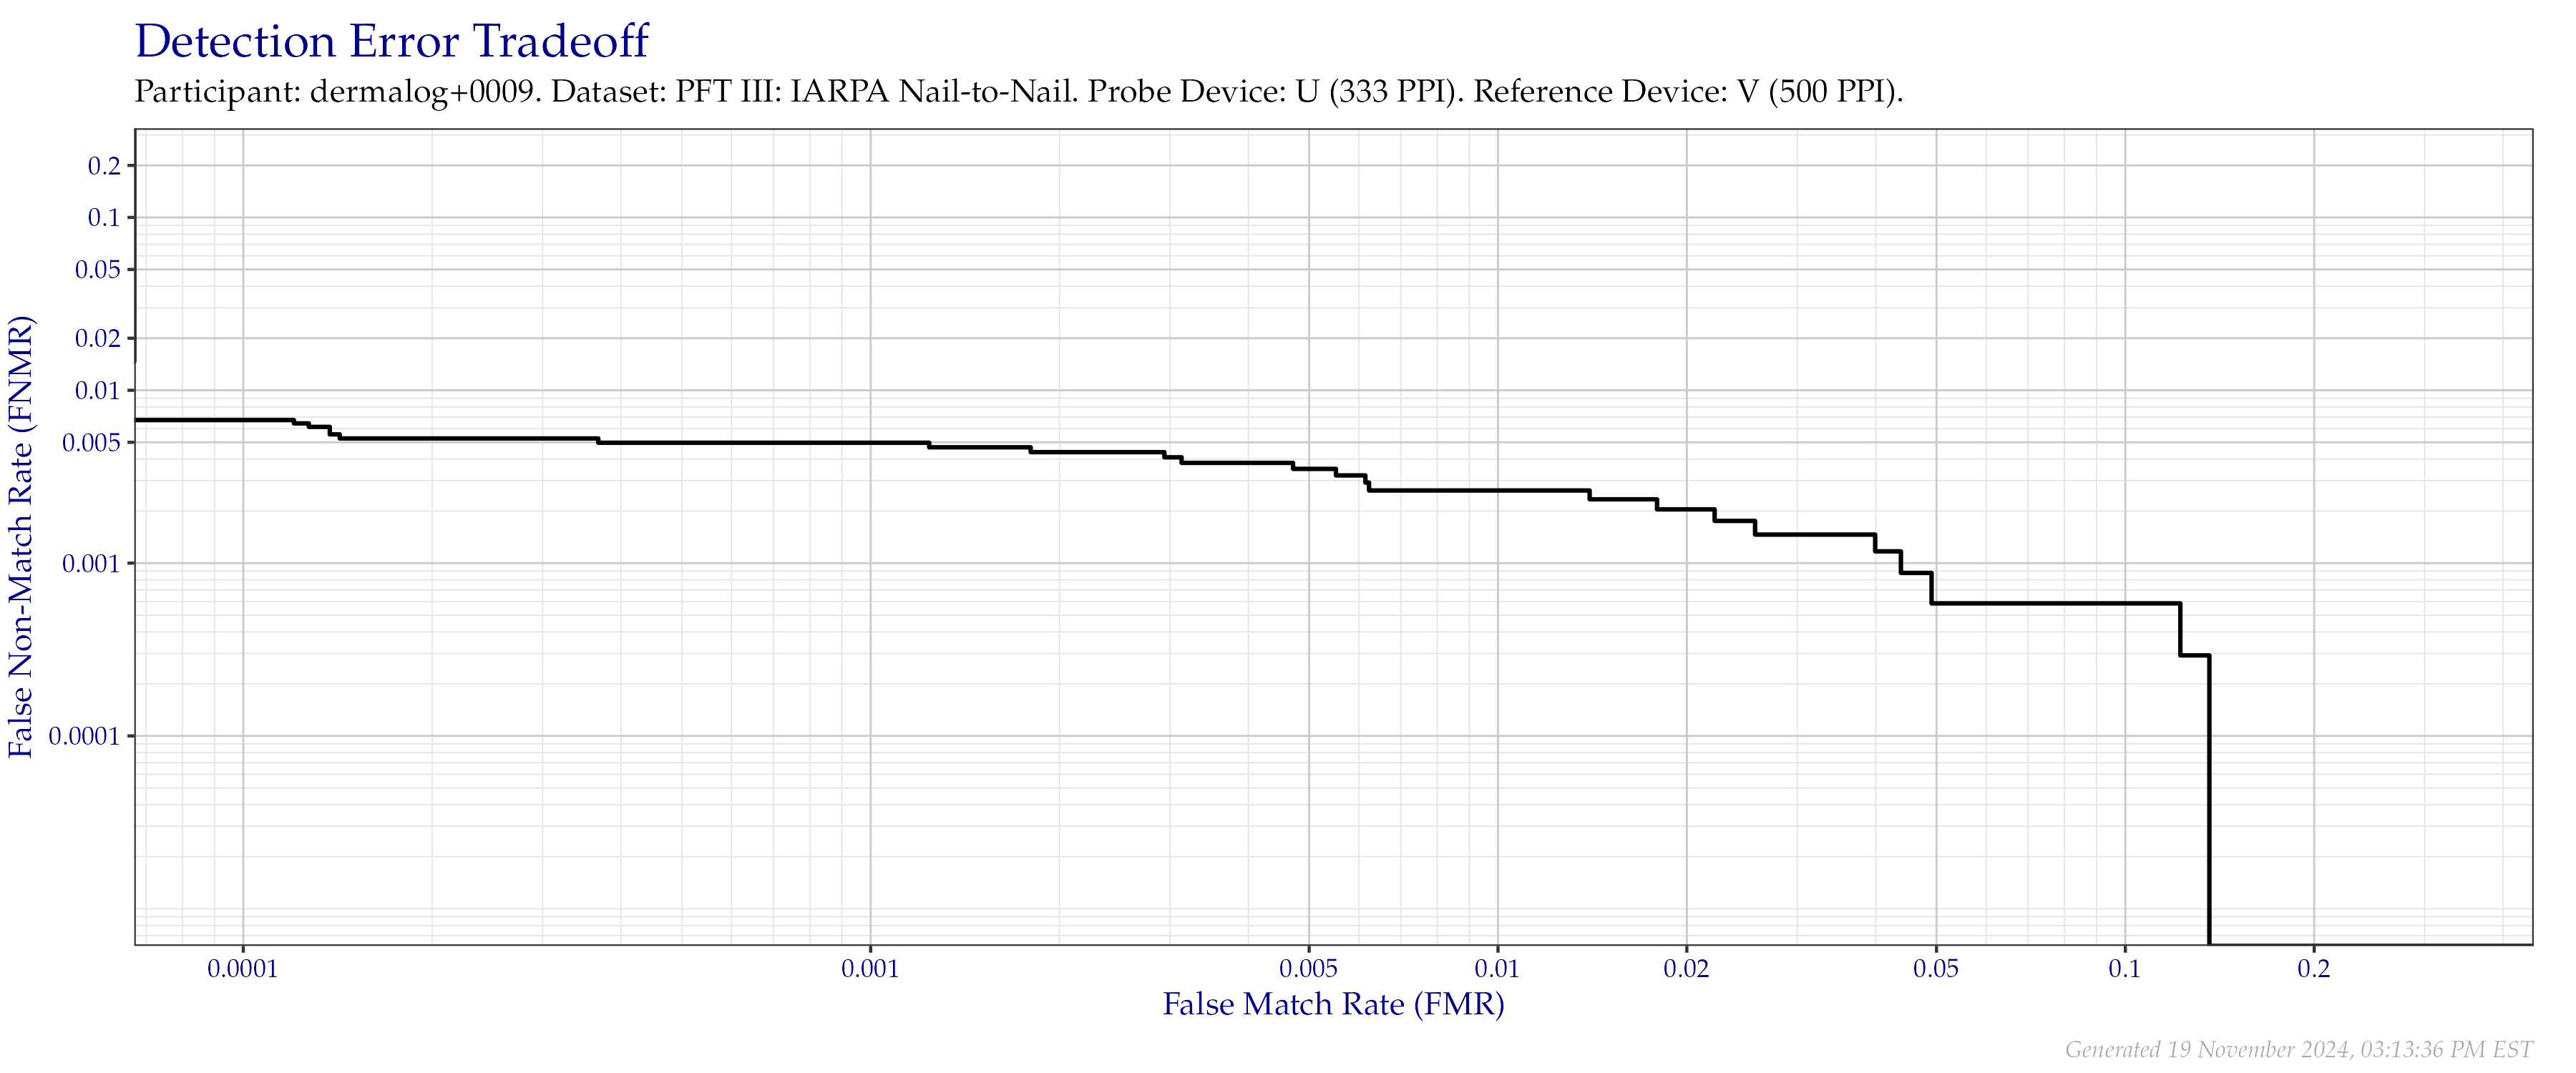 Detection Error Tradeoff
Participant: dermalog+0009. Dataset: PFT III: IARPA Nail-to-Nail. Probe Device: U (333 PPI). Reference Device: V (500 PPI).
False Non-Match Rate (FNMR)
0.2
0.1
0.05
0.02
0.01
0.005
0.001
0.0001
0.0001 0.001 0.005 0.01 0.02 0.05 0.1 0.2
False Match Rate (FMR)
Generated 19 November 2024, 03:13:36 PM EST